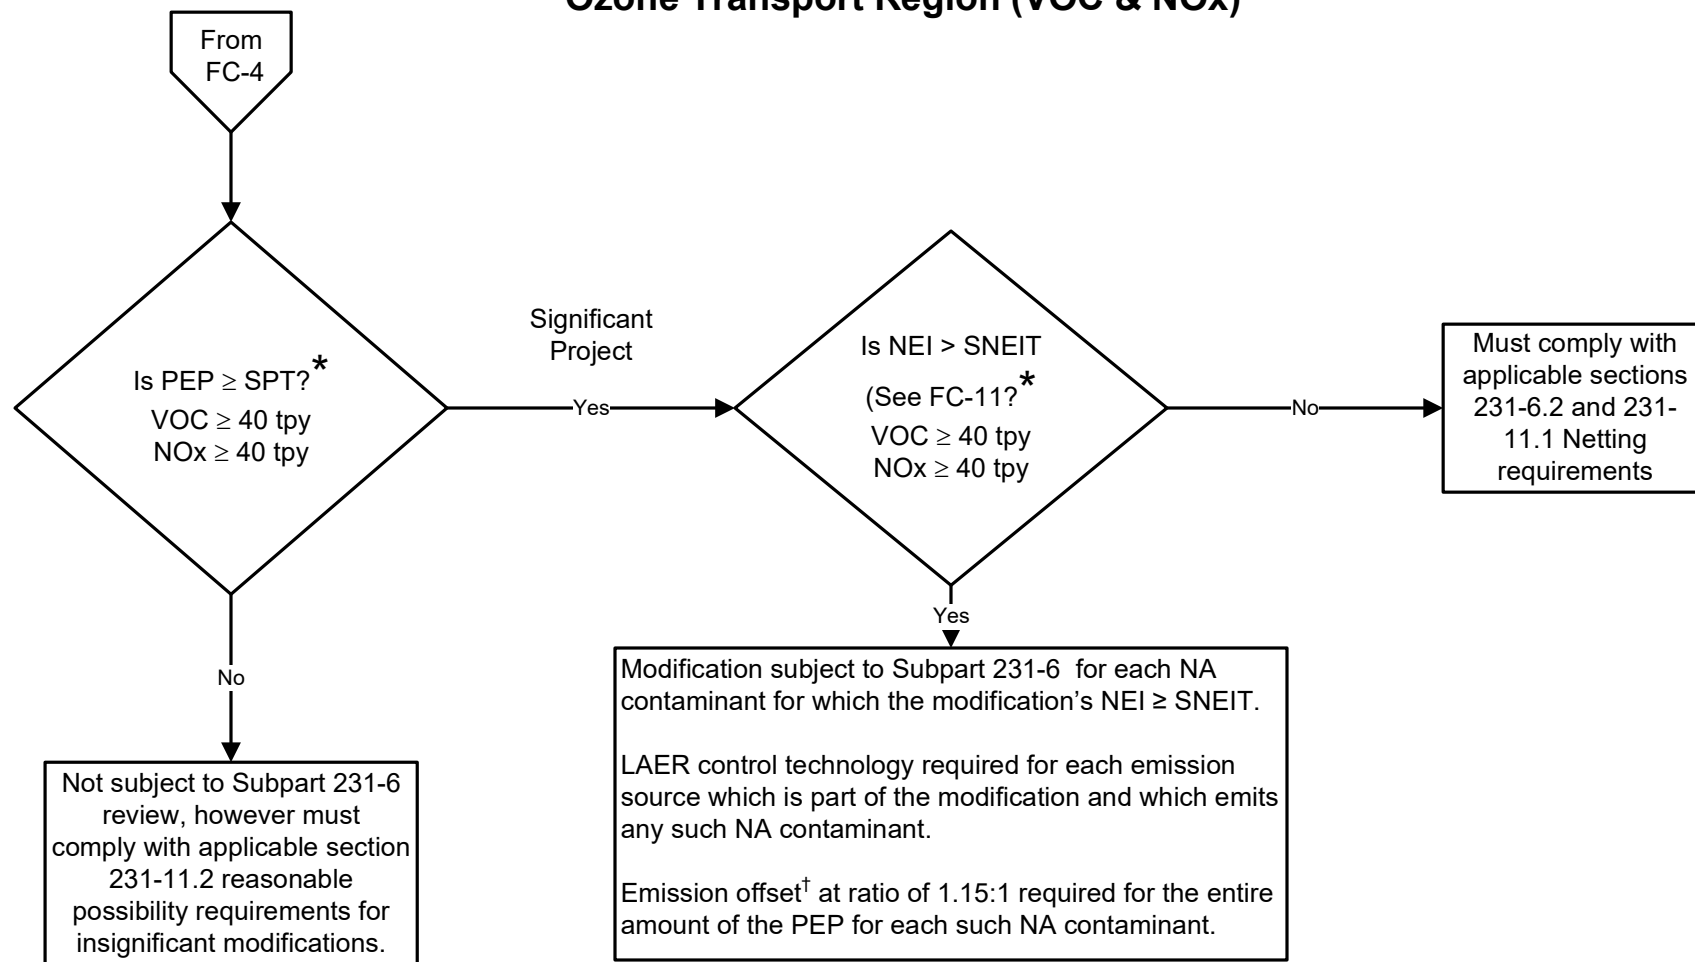 Ozone Transport Region (VOC & NOx)
From
FC-4
Is PEP ≥ SPT?*
VOC ≥ 40 tpy
NOx ≥ 40 tpy
Significant
Project
Yes
Is NEI > SNEIT
(See FC-11?*
VOC ≥ 40 tpy
NOx ≥ 40 tpy
No
Must comply with
applicable sections
231-6.2 and 231-
11.1 Netting
requirements
No
Yes
Not subject to Subpart 231-6
review, however must
comply with applicable section
231-11.2 reasonable
possibility requirements for
insignificant modifications.
Modification subject to Subpart 231-6 for each NA
contaminant for which the modification’s NEI ≥ SNEIT.
LAER control technology required for each emission
source which is part of the modification and which emits
any such NA contaminant.
Emission offset† at ratio of 1.15:1 required for the entire
amount of the PEP for each such NA contaminant.